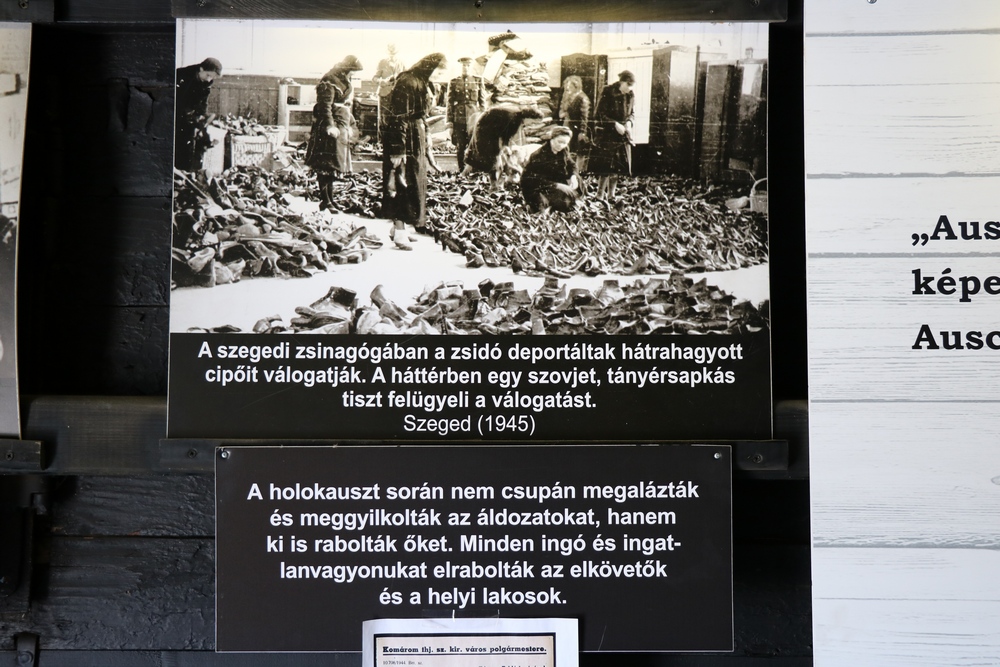 A szegedi zsinagógában a zsidó deportáltak hátrahagyott
cipőit válogatják. A háttérben egy szovjet, tányérsapkás
tiszt felügyeli a válogatást.
Szeged (1945)
A holokauszt során nem csupán megalázták
és meggyilkolták az áldozatokat, hanem
ki is rabolták őket. Minden ingó és ingat-
lanvagyonukat elrabolták az elkövetők
és a helyi lakosok.
Komárom thj. sz. kir. város polgármestere.
„Aus
képe
Ausc